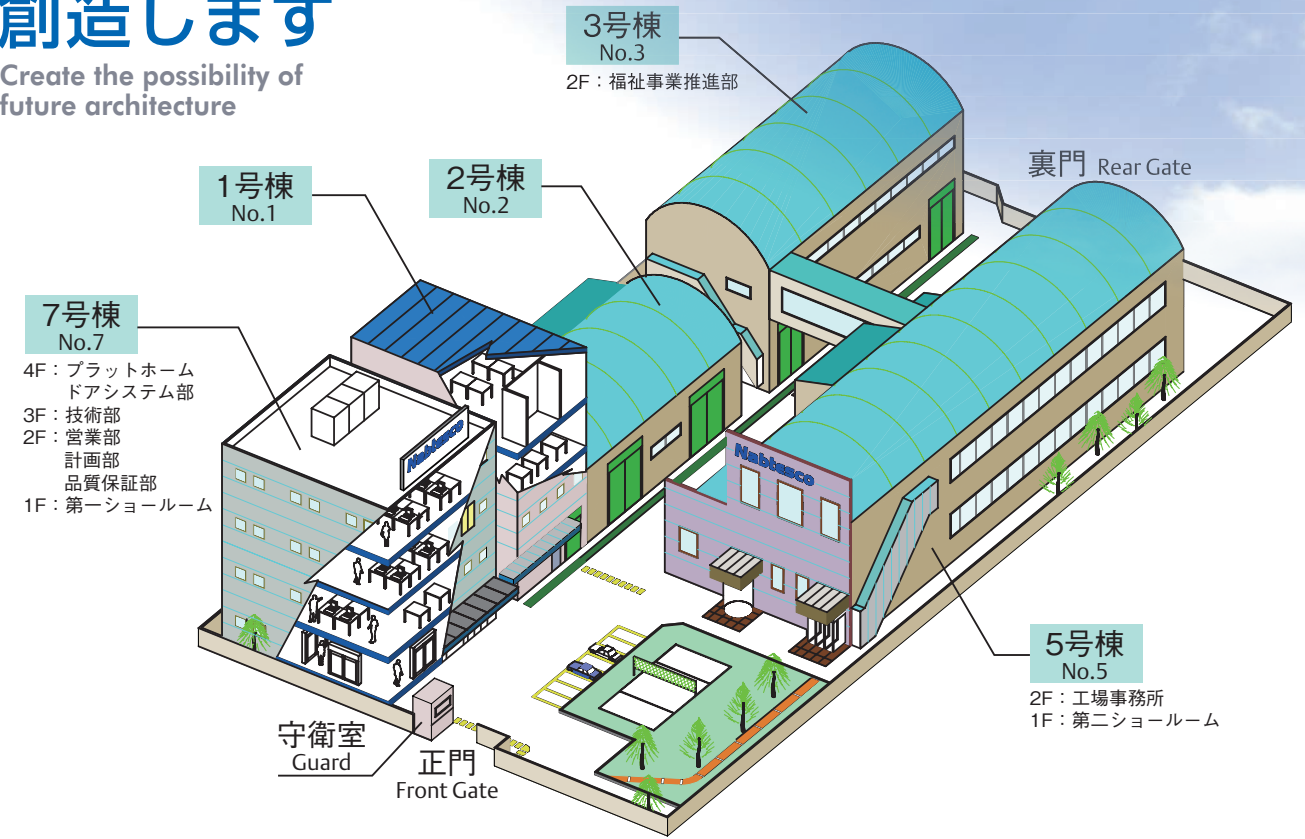 創造します
Create the possibility of
future architecture
3号棟
No.3
2F：福祉事業推進部
裏門 Rear Gate
1号棟
No.1
2号棟
No.2
7号棟
No.7
4F：プラットホーム
ドアシステム部
3F：技術部
2F：営業部
計画部
品質保証部
1F：第一ショールーム
Nabtesco
Nabtesco
5号棟
No.5
2F：工場事務所
1F：第二ショールーム
守衛室
Guard
正門
Front Gate